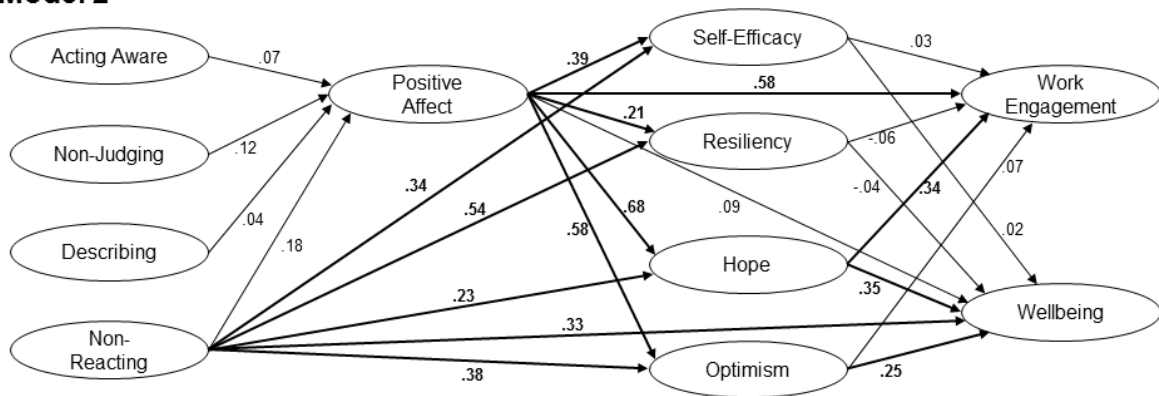 Model 2
Acting Aware
Non-Judging
Describing
Non-
Reacting
Positive
Affect
Self-Efficacy
Resiliency
Hope
Optimism
Work
Engagement
Wellbeing
.07
.12
.04
.18
.39
.21
.68
.58
.34
.54
.23
.33
.38
.58
.09
.03
-.06
-.04
.34
.07
.02
.35
.25